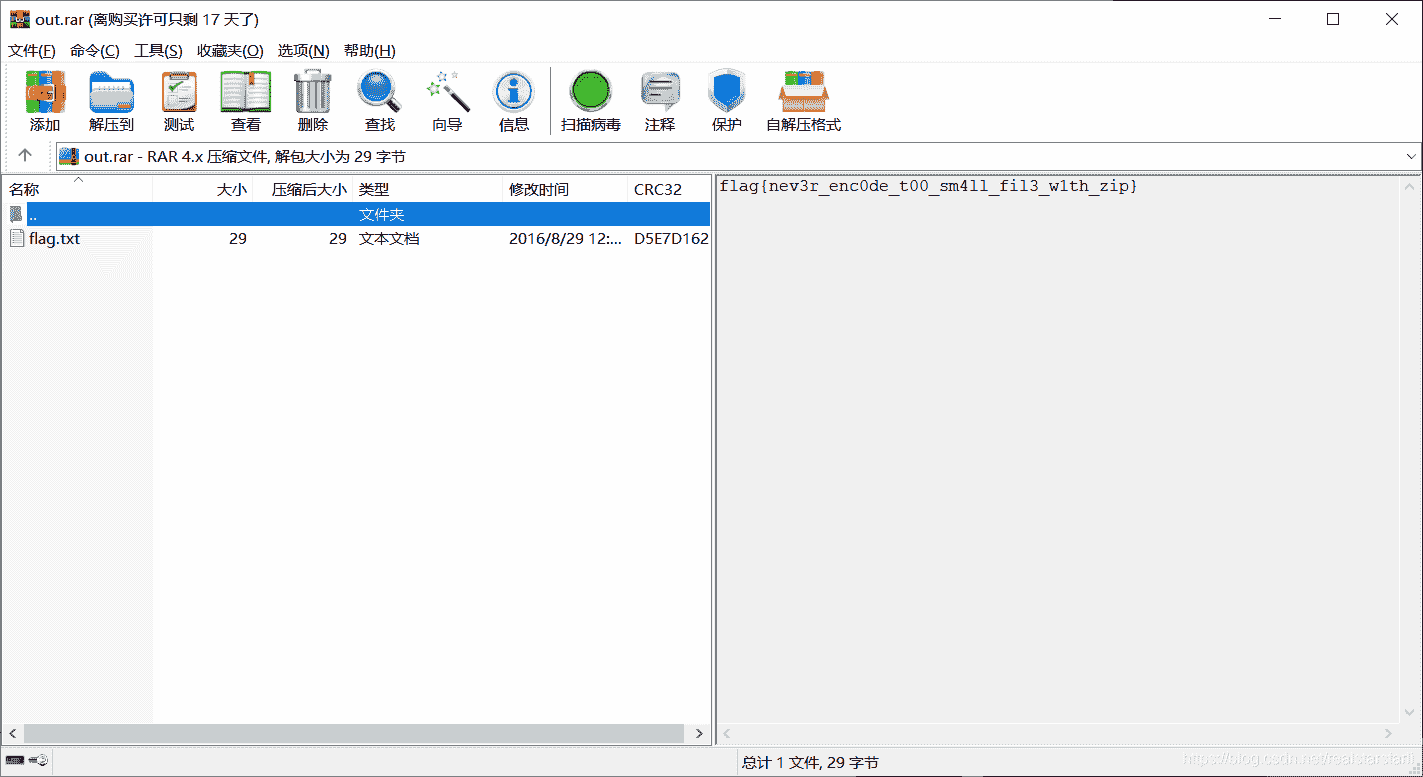 out.rar (离购买许可只剩 17 天了)
文件(F) 命令(C) 工具(S) 收藏夹(O) 选项(N) 帮助(H)
添加 解压到 测试 查看 删除 查找 向导 信息 扫描病毒 注释 保护 自解压格式
out.rar - RAR 4.x 压缩文件, 解包大小为 29 字节
名称 大小 压缩后大小 类型 修改时间 CRC32
.. 文件夹
flag.txt 29 29 文本文档 2016/8/29 12:... D5E7D162
flag{nev3r_enc0de_t00_sm4ll_fil3_w1th_zip}
总计 1 文件, 29 字节